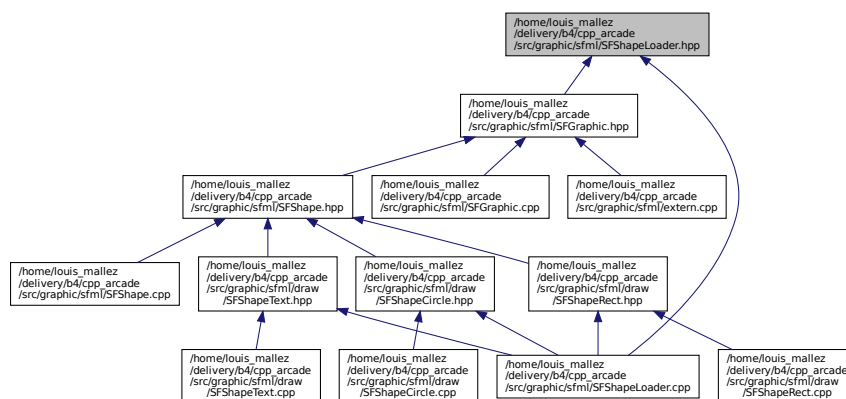 /home/louis_mallez
/delivery/b4/cpp_arcade
/src/graphic/sfml/SFShapeLoader.hpp
/home/louis_mallez
/delivery/b4/cpp_arcade
/src/graphic/sfml/SFGraphic.hpp
/home/louis_mallez
/delivery/b4/cpp_arcade
/src/graphic/sfml/SFShape.hpp
/home/louis_mallez
/delivery/b4/cpp_arcade
/src/graphic/sfml/SFGraphic.cpp
/home/louis_mallez
/delivery/b4/cpp_arcade
/src/graphic/sfml/extern.cpp
/home/louis_mallez
/delivery/b4/cpp_arcade
/src/graphic/sfml/SFShape.cpp
/home/louis_mallez
/delivery/b4/cpp_arcade
/src/graphic/sfml/draw
/SFShapeText.hpp
/home/louis_mallez
/delivery/b4/cpp_arcade
/src/graphic/sfml/draw
/SFShapeCircle.hpp
/home/louis_mallez
/delivery/b4/cpp_arcade
/src/graphic/sfml/draw
/SFShapeRect.hpp
/home/louis_mallez
/delivery/b4/cpp_arcade
/src/graphic/sfml/draw
/SFShapeText.cpp
/home/louis_mallez
/delivery/b4/cpp_arcade
/src/graphic/sfml/draw
/SFShapeCircle.cpp
/home/louis_mallez
/delivery/b4/cpp_arcade
/src/graphic/sfml/SFShapeLoader.cpp
/home/louis_mallez
/delivery/b4/cpp_arcade
/src/graphic/sfml/draw
/SFShapeRect.cpp